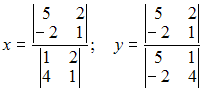 x = |5 2; −2 1| / |1 2; 4 1|; y = |5 2; −2 1| / |5 1; −2 4|